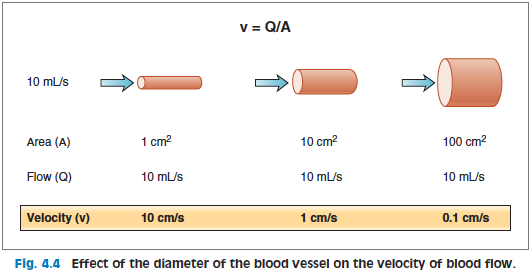 v = Q/A
10 mL/s
Area (A) 1 cm² 10 cm² 100 cm²
Flow (Q) 10 mL/s 10 mL/s 10 mL/s
Velocity (v) 10 cm/s 1 cm/s 0.1 cm/s
Fig. 4.4 Effect of the diameter of the blood vessel on the velocity of blood flow.